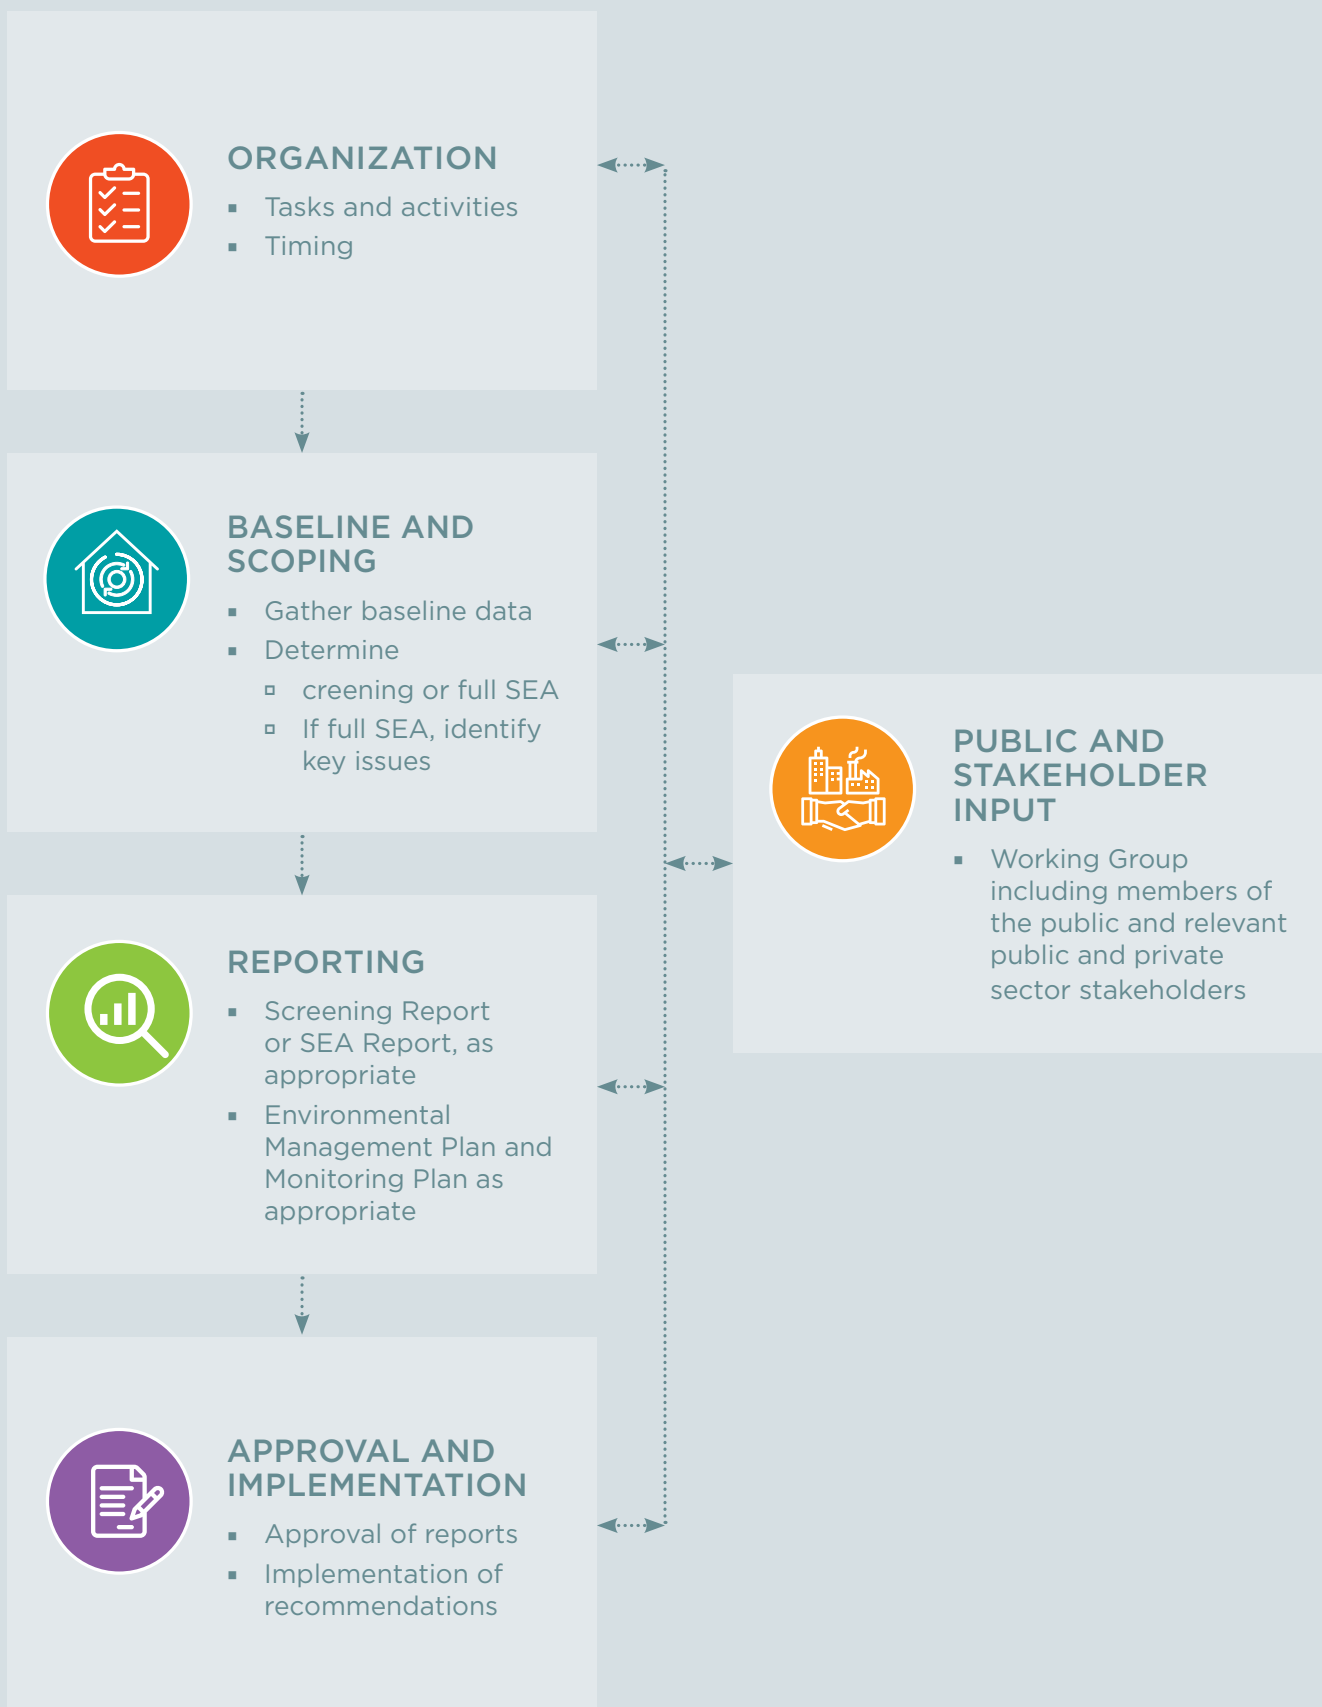 ORGANIZATION
▪ Tasks and activities
▪ Timing
BASELINE AND
SCOPING
▪ Gather baseline data
▪ Determine
▫ creening or full SEA
▫ If full SEA, identify
key issues
REPORTING
▪ Screening Report
or SEA Report, as
appropriate
▪ Environmental
Management Plan and
Monitoring Plan as
appropriate
APPROVAL AND
IMPLEMENTATION
▪ Approval of reports
▪ Implementation of
recommendations
PUBLIC AND
STAKEHOLDER
INPUT
▪ Working Group
including members of
the public and relevant
public and private
sector stakeholders